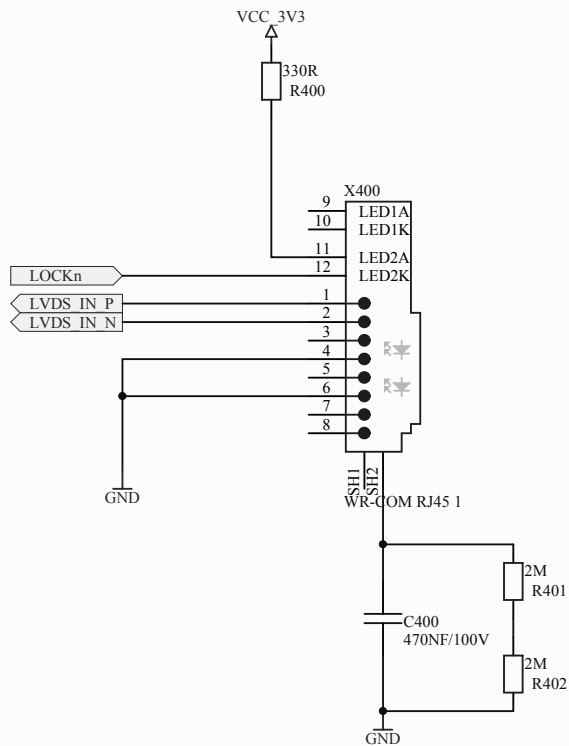 VCC_3V3
330R
R400
X400
9 LED1A
10 LED1K
11 LED2A
12 LED2K
LOCKn
LVDS_IN_P 1
LVDS_IN_N 2
3
4
5
6
7
8
GND
SH1
SH2
WR-COM RJ45 1
2M
R401
C400
470NF/100V
2M
R402
GND